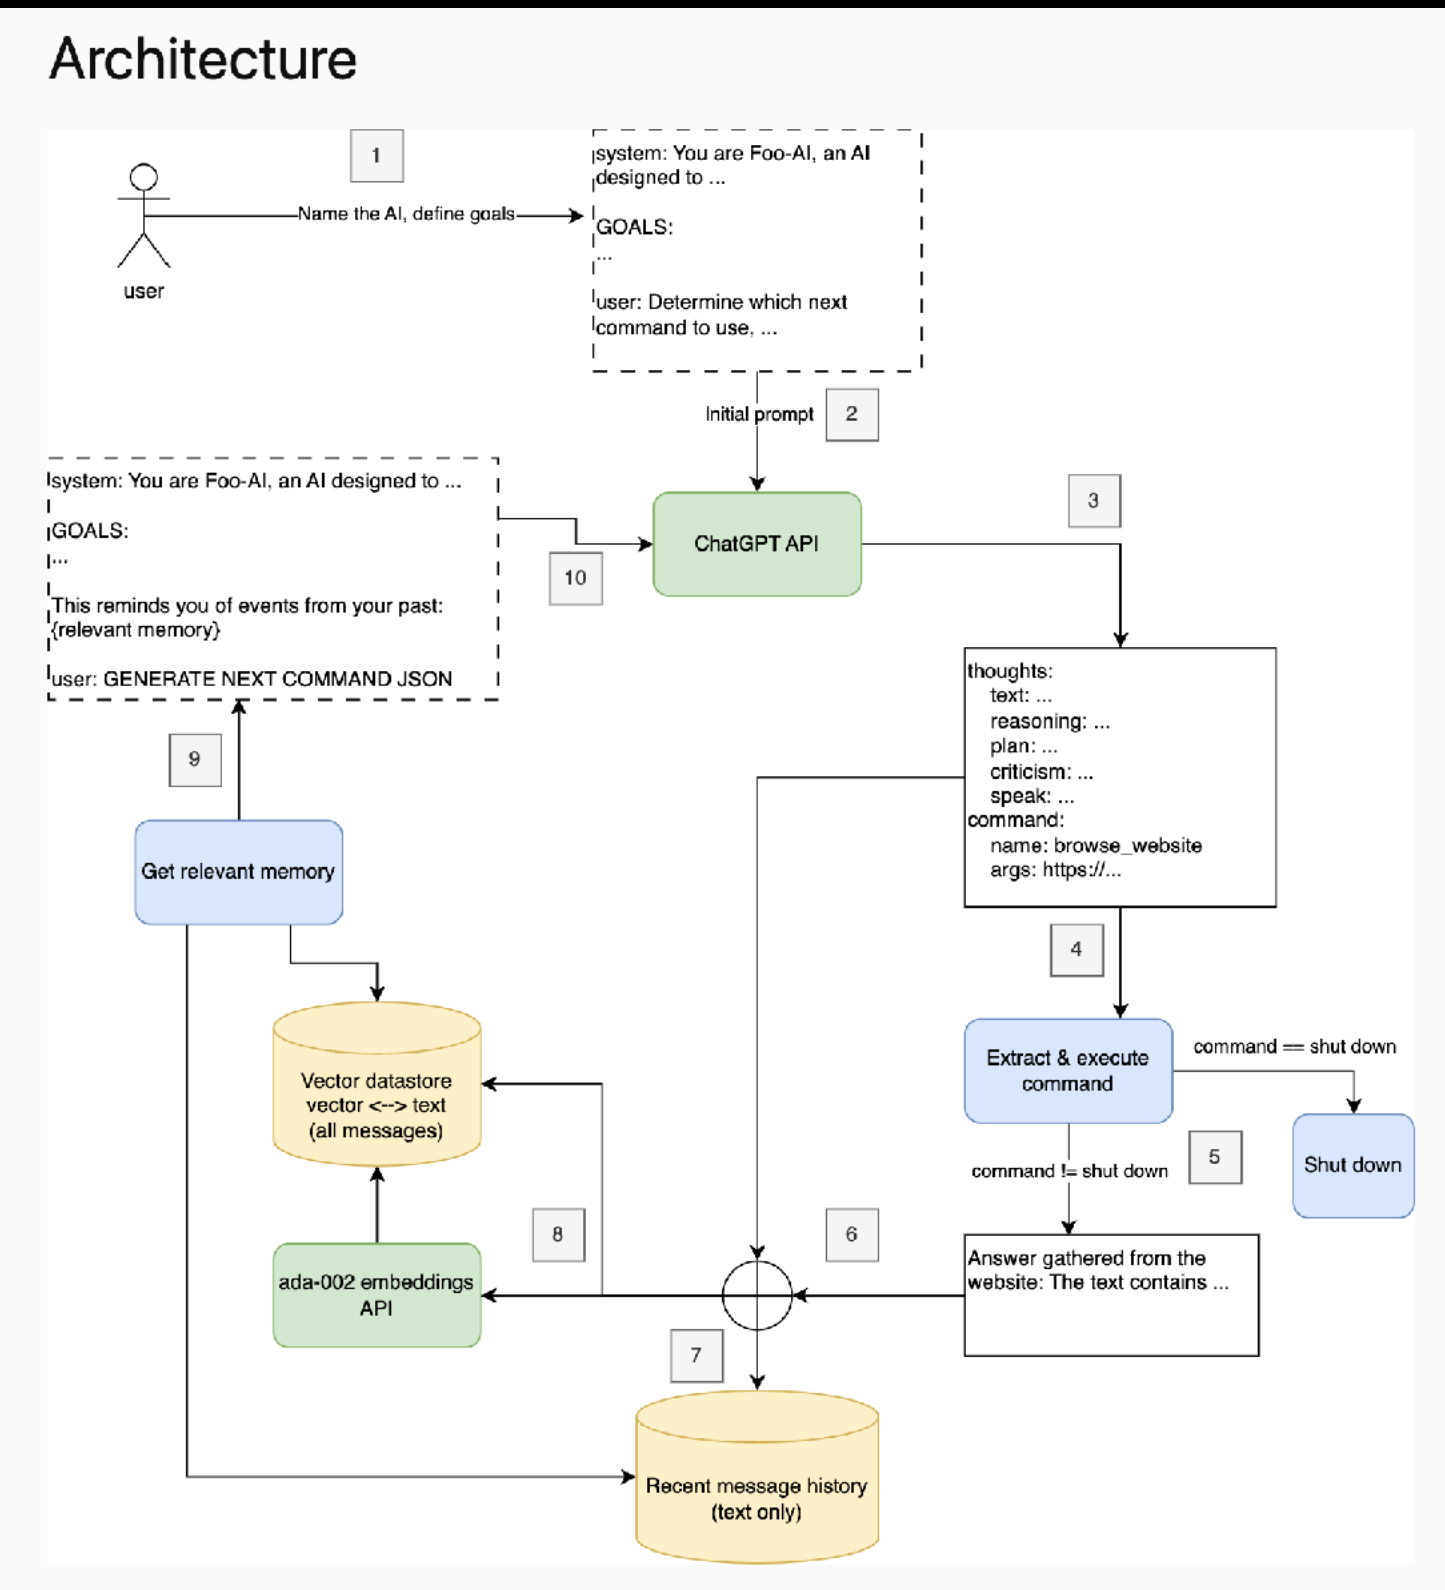 Architecture
1
system: You are Foo-AI, an AI
designed to ...
GOALS:
...
user: Determine which next
command to use, ...
Name the AI, define goals
user
Initial prompt
2
system: You are Foo-AI, an AI designed to ...
GOALS:
...
This reminds you of events from your past:
{relevant memory}
user: GENERATE NEXT COMMAND JSON
10
ChatGPT API
3
thoughts:
text: ...
reasoning: ...
plan: ...
criticism: ...
speak: ...
command:
name: browse_website
args: https://...
9
Get relevant memory
4
Extract & execute
command
command == shut down
Shut down
5
command != shut down
Vector datastore
vector <--> text
(all messages)
8
6
Answer gathered from the
website: The text contains ...
ada-002 embeddings
API
7
Recent message history
(text only)